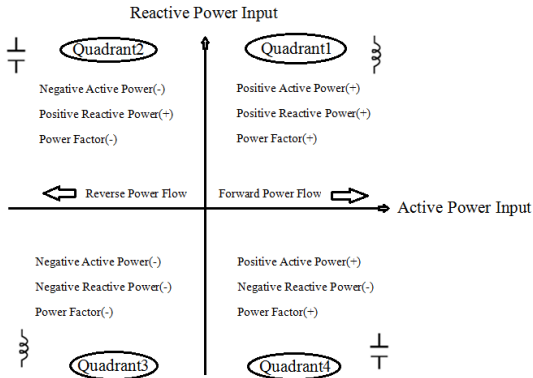 Reactive Power Input
Quadrant2
Quadrant1
Negative Active Power(-)
Positive Reactive Power(+)
Power Factor(-)
Positive Active Power(+)
Positive Reactive Power(+)
Power Factor(+)
Reverse Power Flow
Forward Power Flow
Active Power Input
Negative Active Power(-)
Negative Reactive Power(-)
Power Factor(-)
Positive Active Power(+)
Negative Reactive Power(-)
Power Factor(+)
Quadrant3
Quadrant4